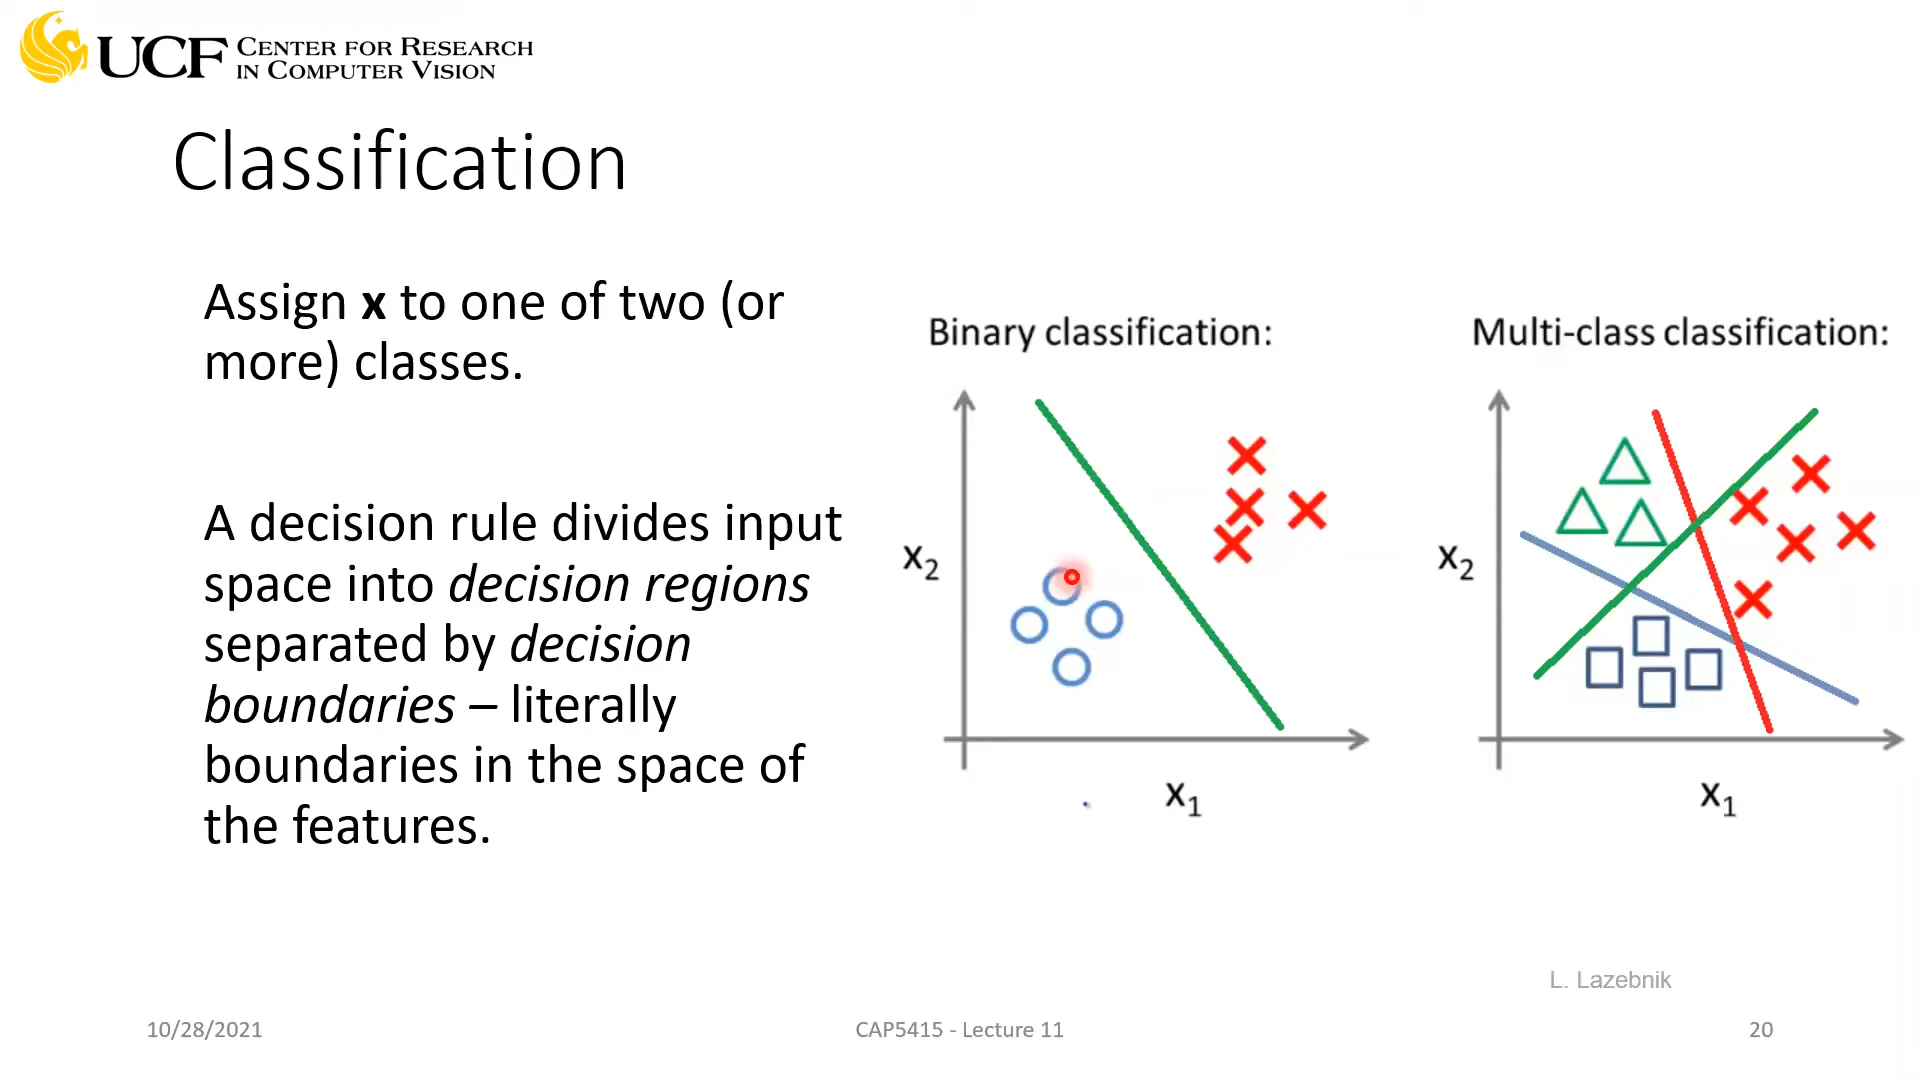 UCF CENTER FOR RESEARCH
IN COMPUTER VISION
Classification
Assign x to one of two (or
more) classes.
A decision rule divides input
space into decision regions
separated by decision
boundaries – literally
boundaries in the space of
the features.
Binary classification:
x2
x1
Multi-class classification:
x2
x1
L. Lazebnik
10/28/2021
CAP5415 - Lecture 11
20